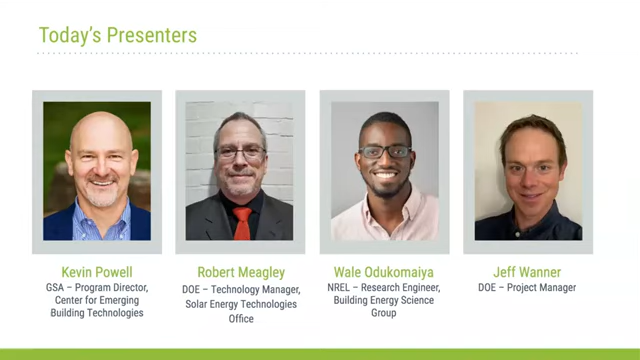 Today's Presenters
Kevin Powell
GSA – Program Director,
Center for Emerging
Building Technologies
Robert Meagley
DOE – Technology Manager,
Solar Energy Technologies
Office
Wale Odukomaiya
NREL – Research Engineer,
Building Energy Science
Group
Jeff Wanner
DOE – Project Manager